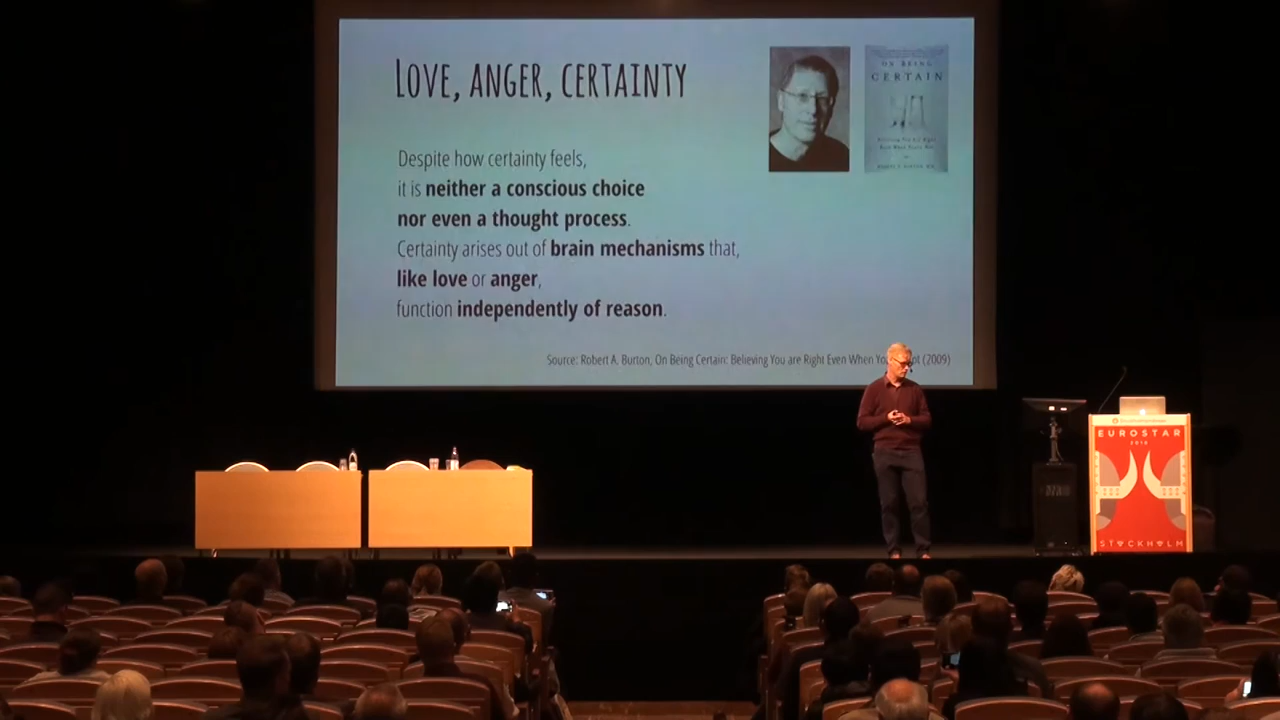 LOVE, ANGER, CERTAINTY
ON BEING
CERTAIN
Despite how certainty feels,
it is neither a conscious choice
nor even a thought process.
Certainty arises out of brain mechanisms that,
like love or anger,
function independently of reason.
Source: Robert A. Burton, On Being Certain: Believing You are Right Even When (2009)
EUROSTAR
STOCKHOLM